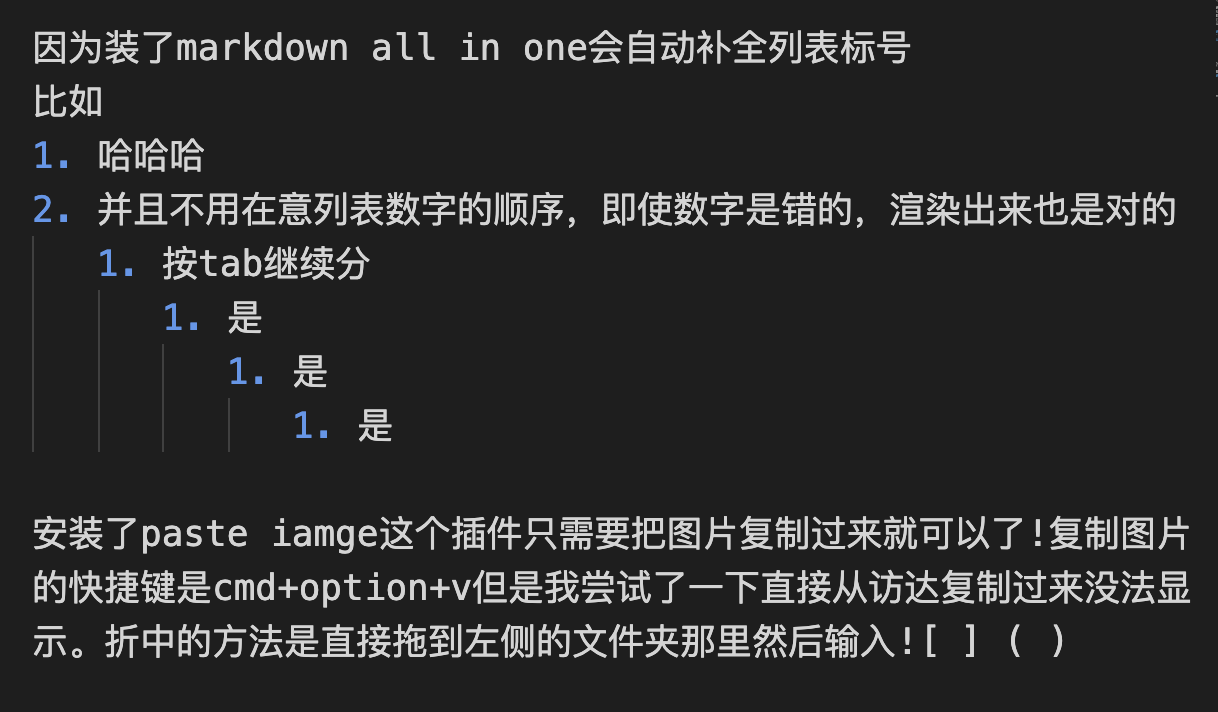 因为装了markdown all in one会自动补全列表标号
比如
1. 哈哈哈
2. 并且不用在意列表数字的顺序，即使数字是错的，渲染出来也是对的
1. 按tab继续分
1. 是
1. 是
1. 是
安装了paste iamge这个插件只需要把图片复制过来就可以了!复制图片
的快捷键是cmd+option+v但是我尝试了一下直接从访达复制过来没法显
示。折中的方法是直接拖到左侧的文件夹那里然后输入![ ] ( )